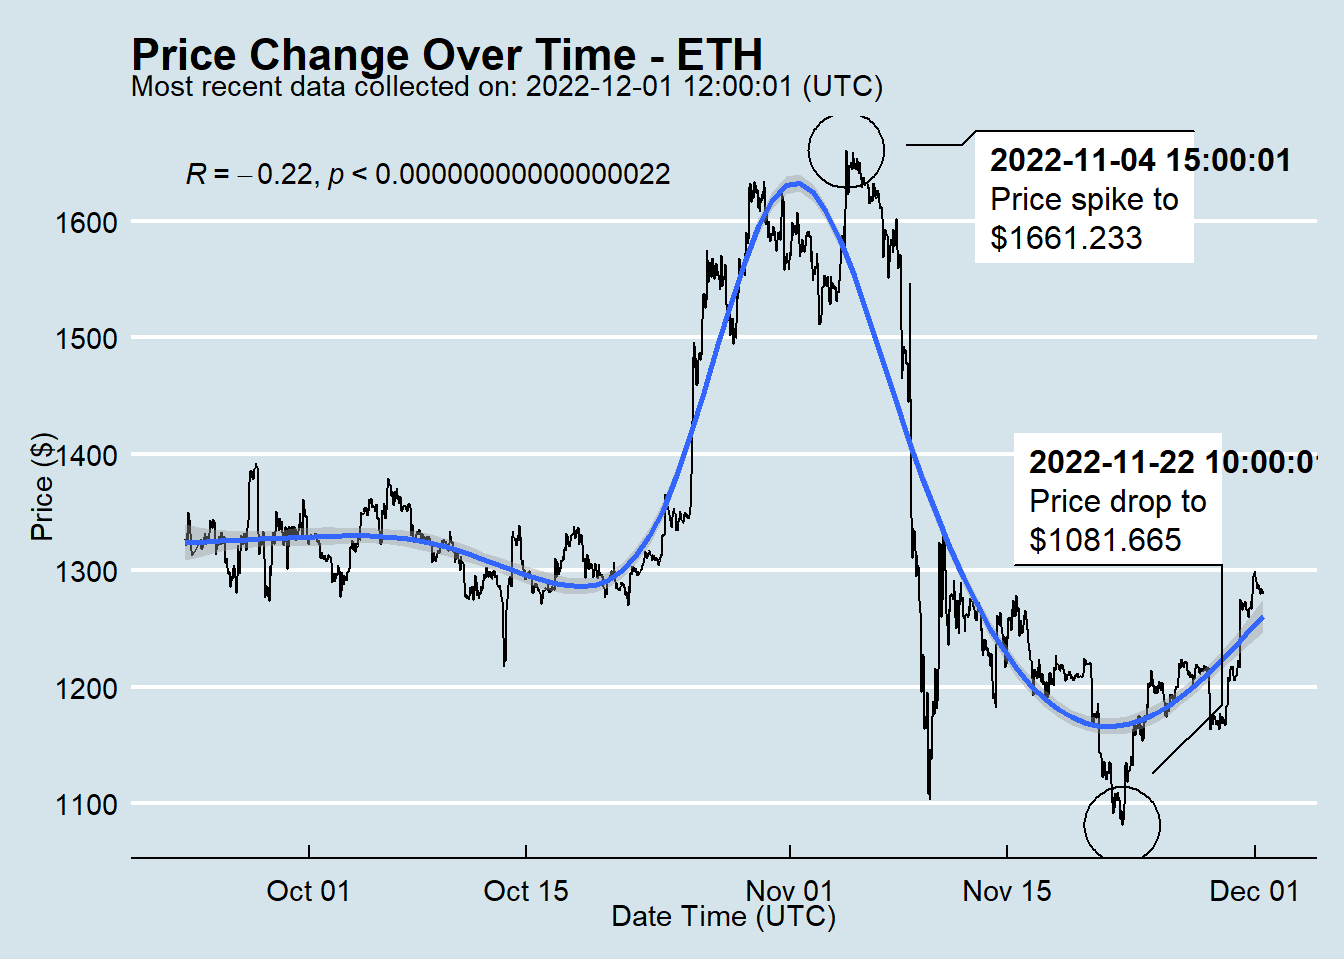 Price Change Over Time - ETH
Most recent data collected on: 2022-12-01 12:00:01 (UTC)
R = −0.22, p < 0.00000000000000022
2022-11-04 15:00:01
Price spike to
$1661.233
2022-11-22 10:00:01
Price drop to
$1081.665
Price ($)
1600
1500
1400
1300
1200
1100
Oct 01
Oct 15
Nov 01
Nov 15
Dec 01
Date Time (UTC)